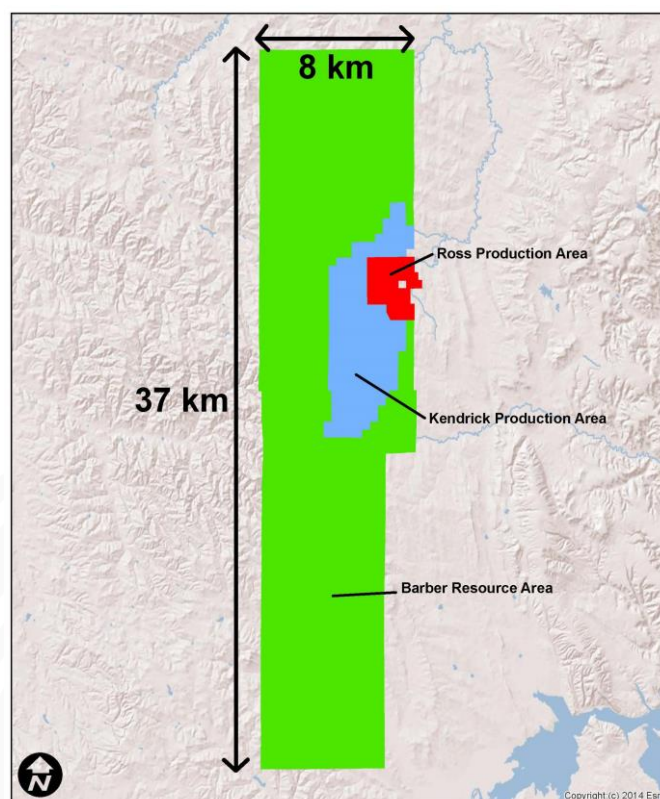 8 km
Ross Production Area
37 km
Kendrick Production Area
Barber Resource Area
N
Copyright (c) 2014 Esri